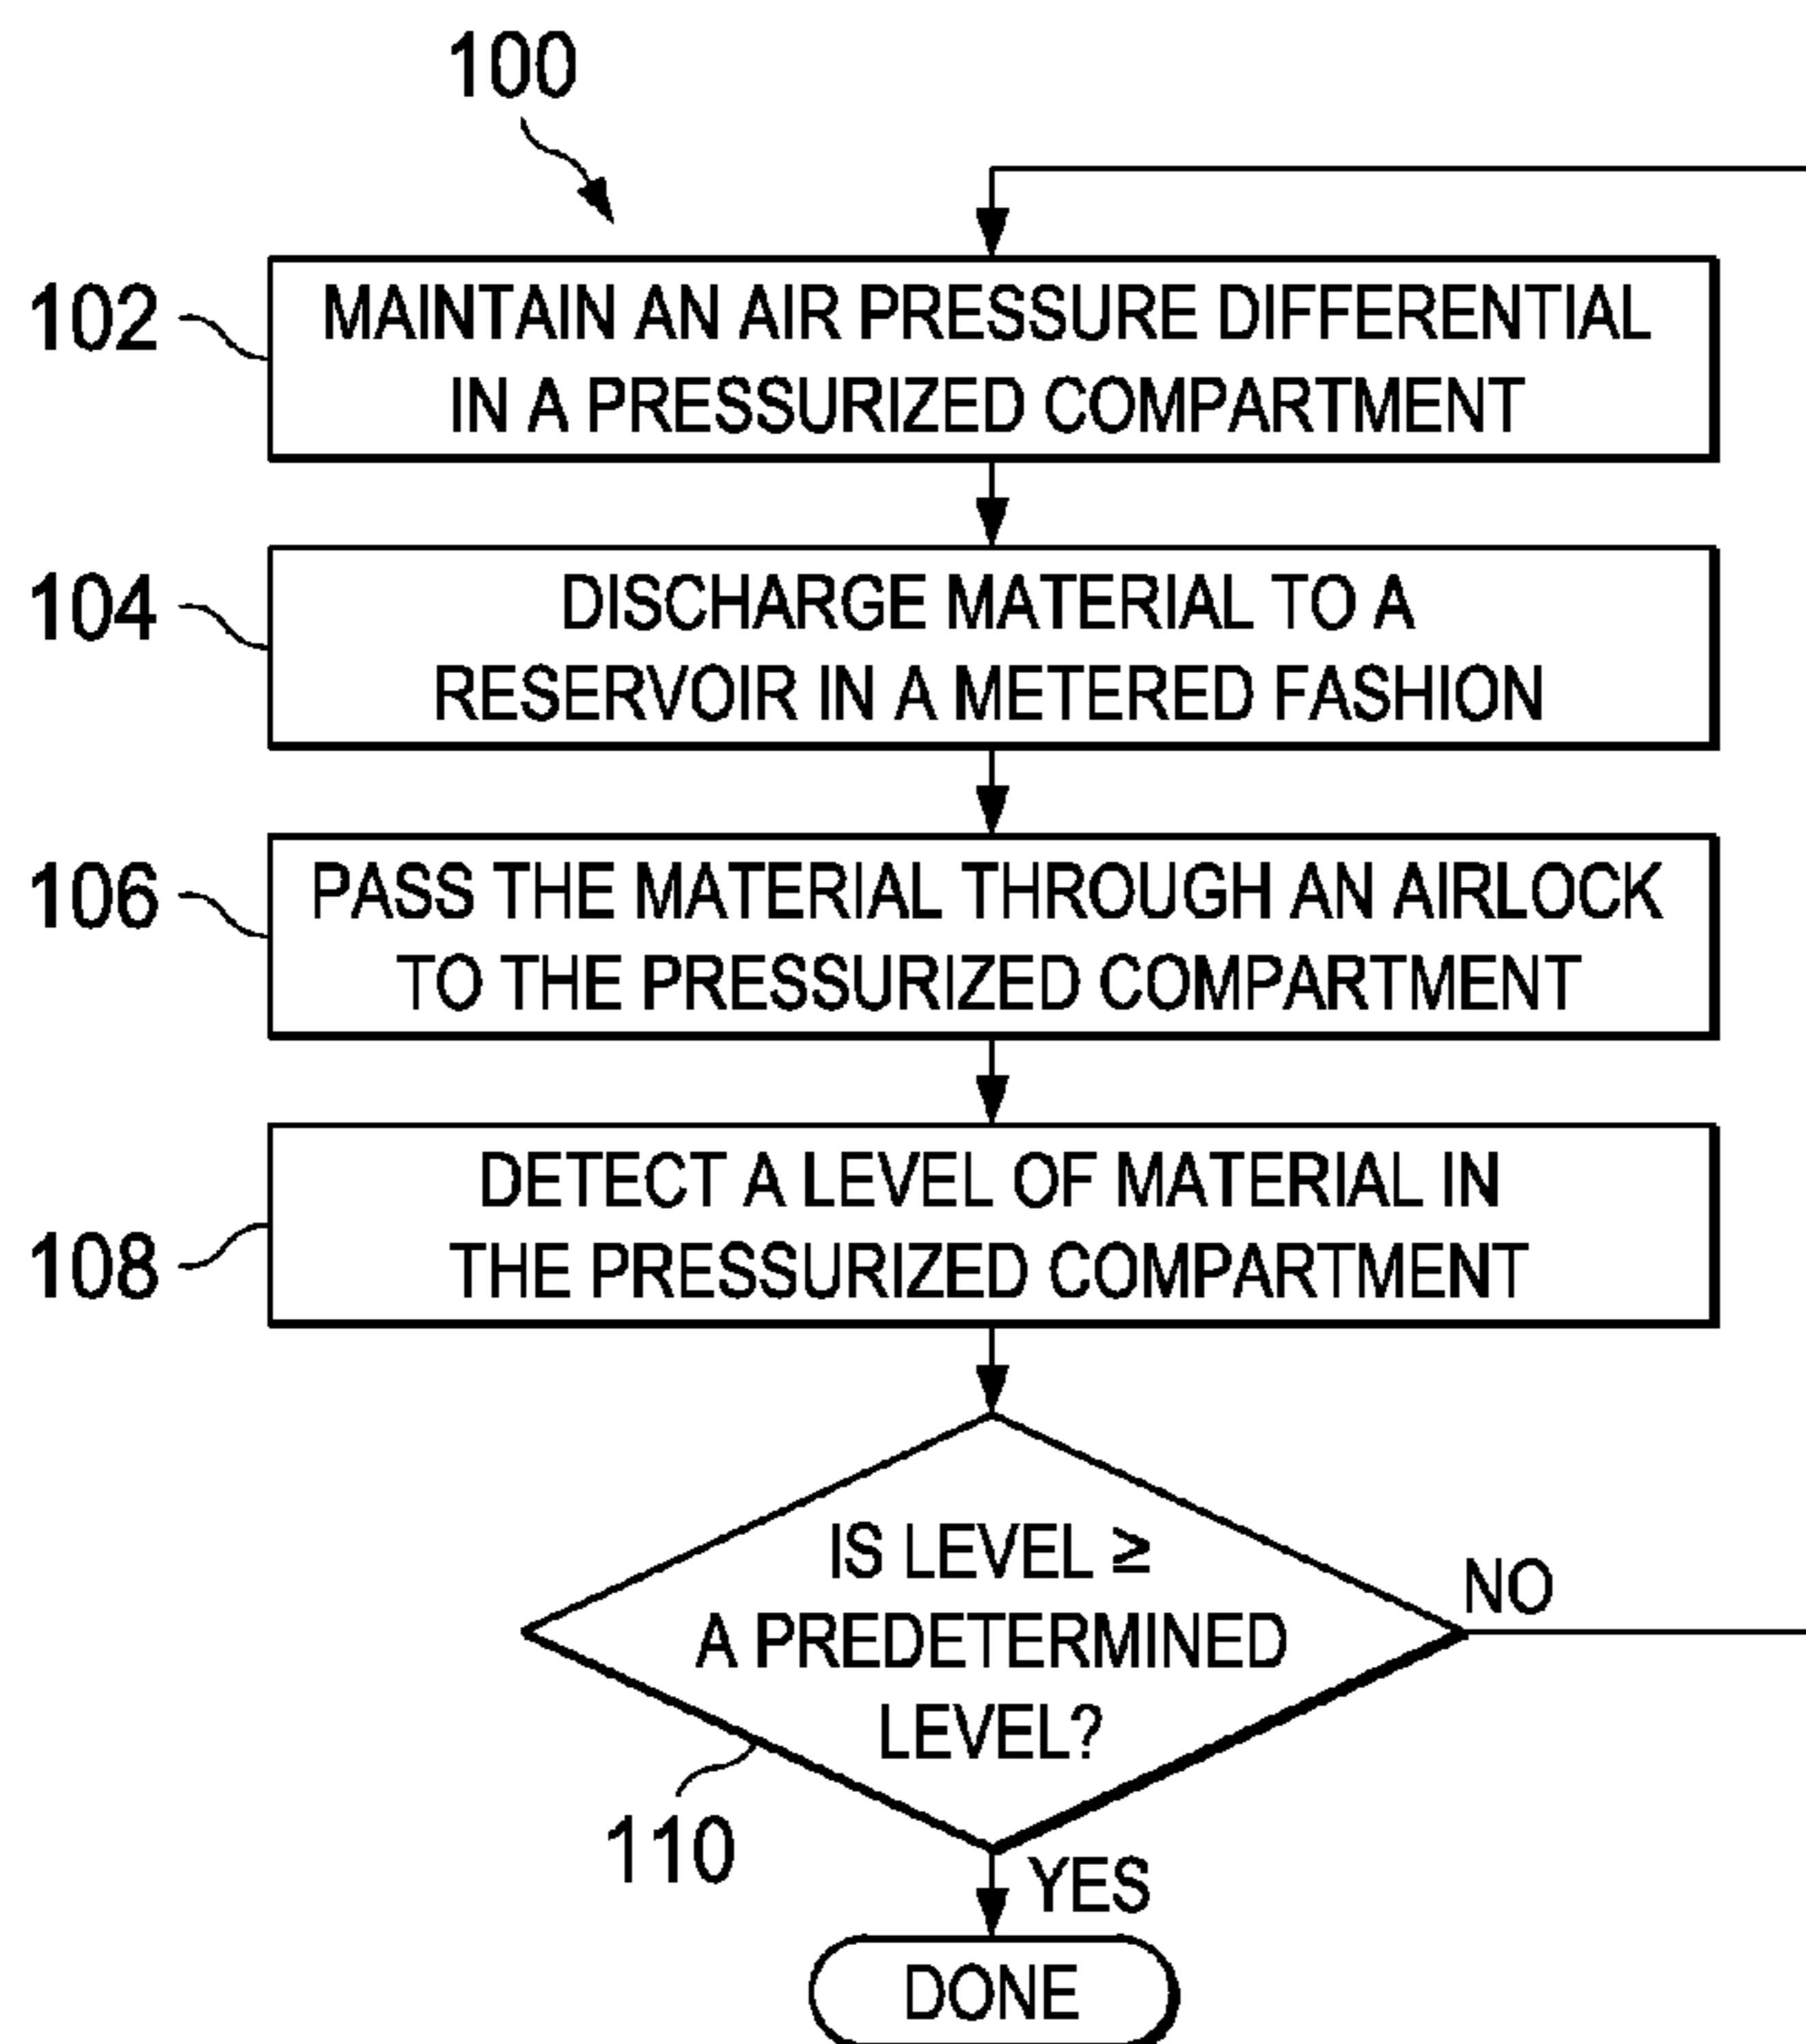 100
102
MAINTAIN AN AIR PRESSURE DIFFERENTIAL
IN A PRESSURIZED COMPARTMENT
104
DISCHARGE MATERIAL TO A
RESERVOIR IN A METERED FASHION
106
PASS THE MATERIAL THROUGH AN AIRLOCK
TO THE PRESSURIZED COMPARTMENT
108
DETECT A LEVEL OF MATERIAL IN
THE PRESSURIZED COMPARTMENT
IS LEVEL ≥
A PREDETERMINED
LEVEL?
NO
110
YES
DONE